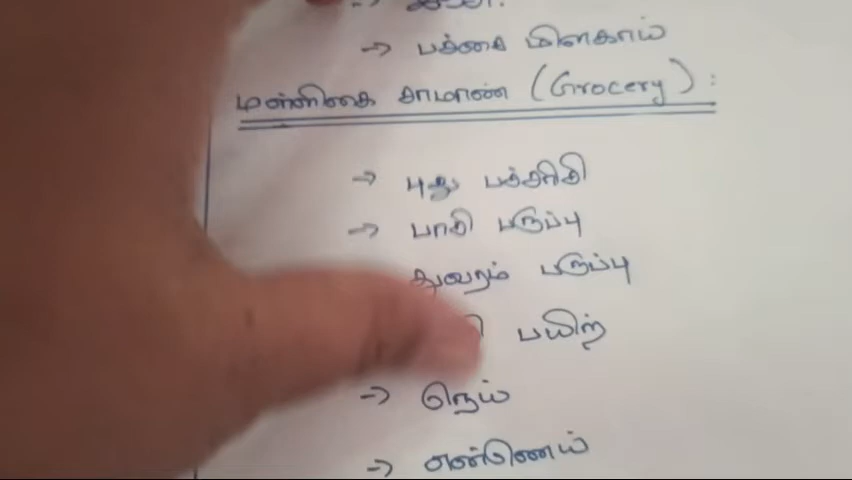 → பச்சை மிளகாய்
மள்ளிகை சாமாண் (Grocery) :
→ புது பச்சரிசி
→ பாதி பருப்பு
துவரம் பருப்பு
பயிற்
→ நெய்
→ எண்ணெய்